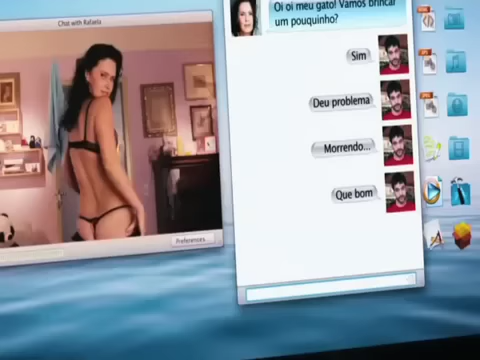 Chat with Rafaela
Preferences...
Oi oi meu gato! Vamos brincar
um pouquinho?
Sim
Deu problema
Morrendo...
Que bom